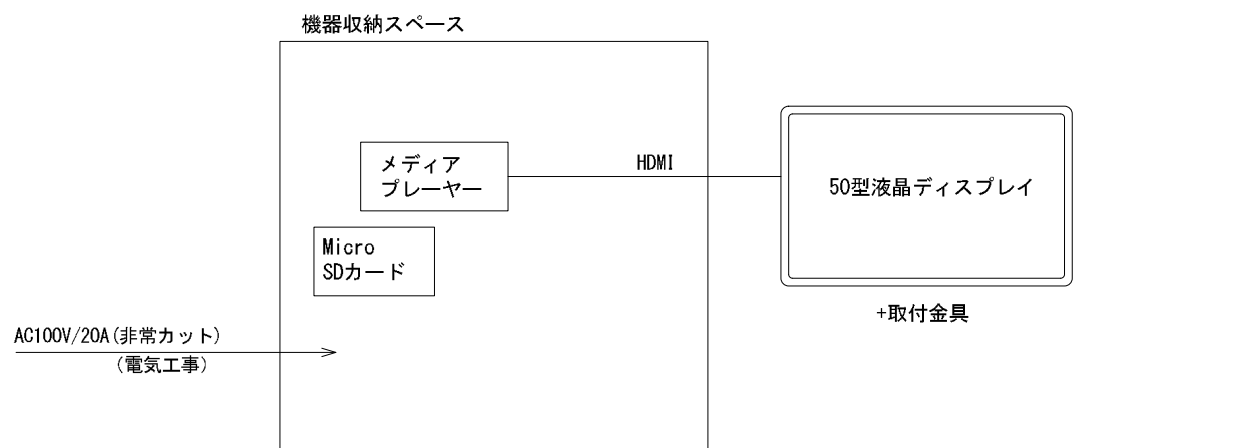 機器収納スペース
メディア
プレーヤー
HDMI
50型液晶ディスプレイ
Micro
SDカード
+取付金具
AC100V/20A(非常カット)
(電気工事)